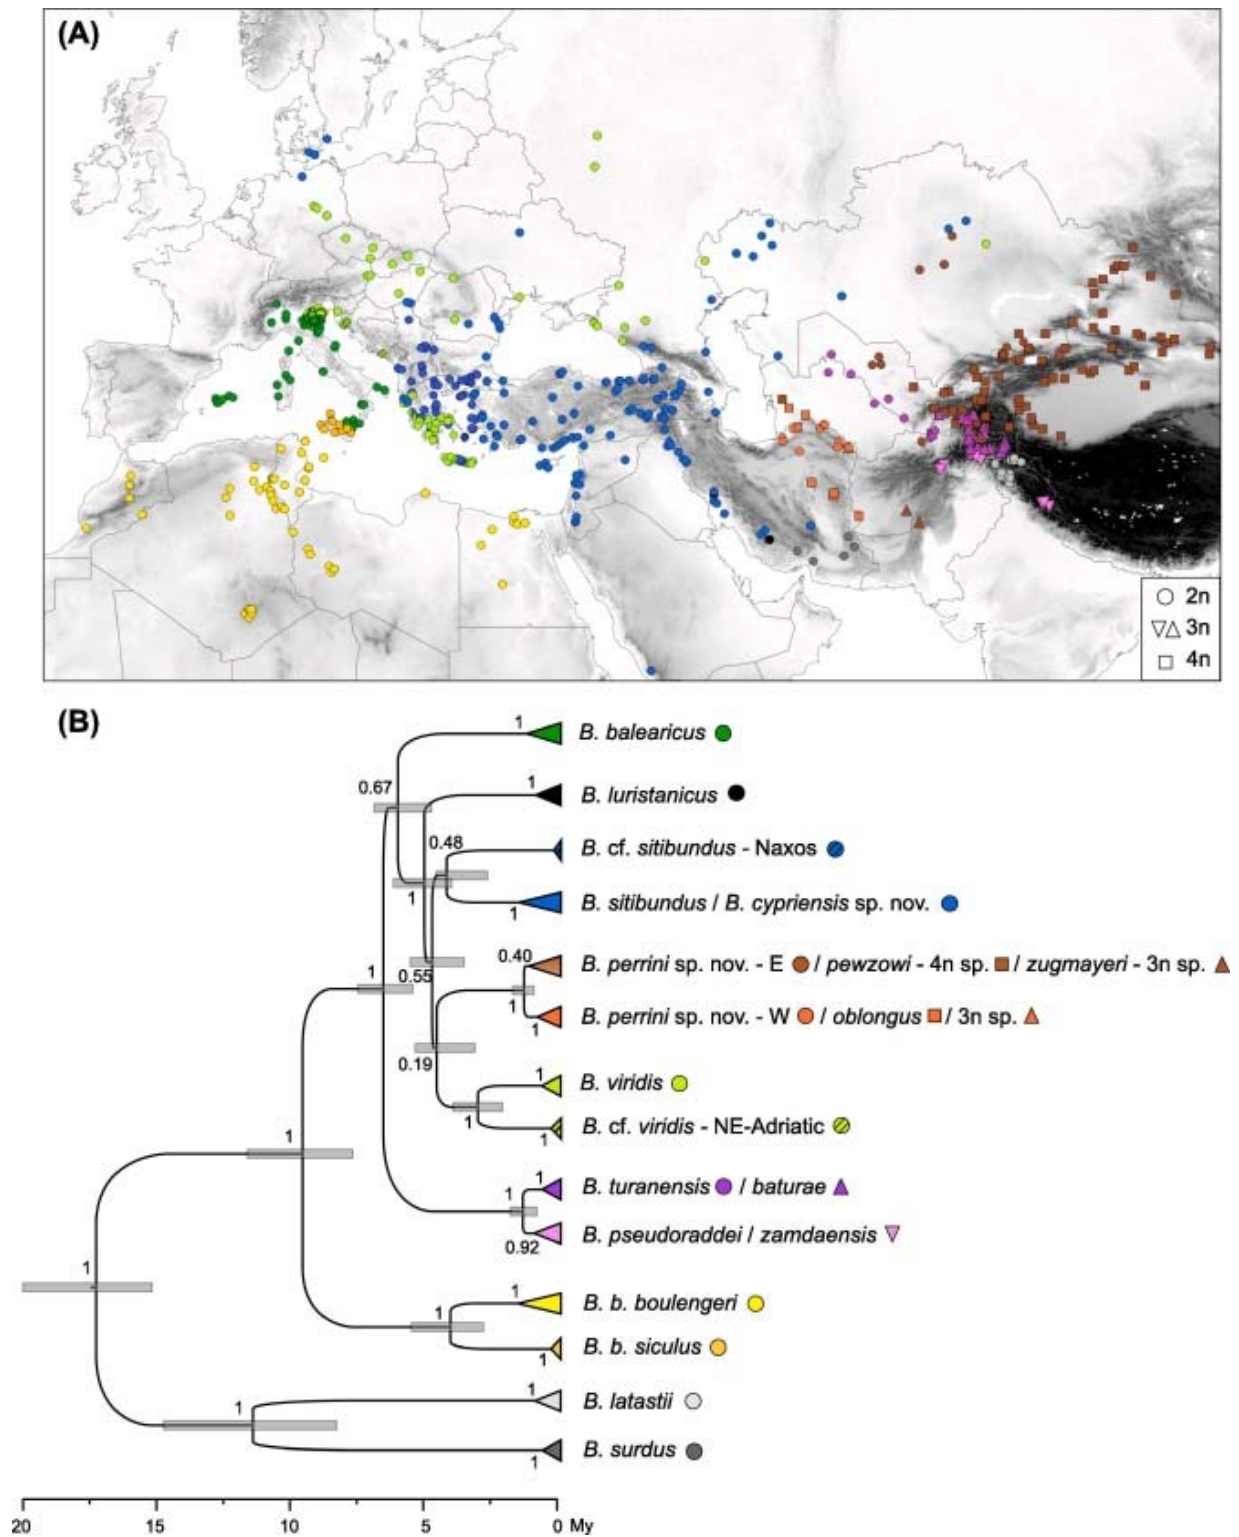 (A)
2n
3n
4n
(B)
1 B. balearicus
0.67
1 B. luristanicus
0.48
B. cf. sitibundus - Naxos
1
1 B. sitibundus / B. cypriensis sp. nov.
0.40 B. perrini sp. nov. - E / pewzowi - 4n sp. / zugmayeri - 3n sp.
1 0.55
1 1 B. perrini sp. nov. - W / oblongus / 3n sp.
0.19
1 B. viridis
1
1 B. cf. viridis - NE-Adriatic
1
1 B. turanensis / baturae
1
0.92 B. pseudoraddei / zamdaensis
1
1 B. b. boulengeri
1
1 B. b. siculus
1 B. latastii
1
1 B. surdus
20 15 10 5 0 My